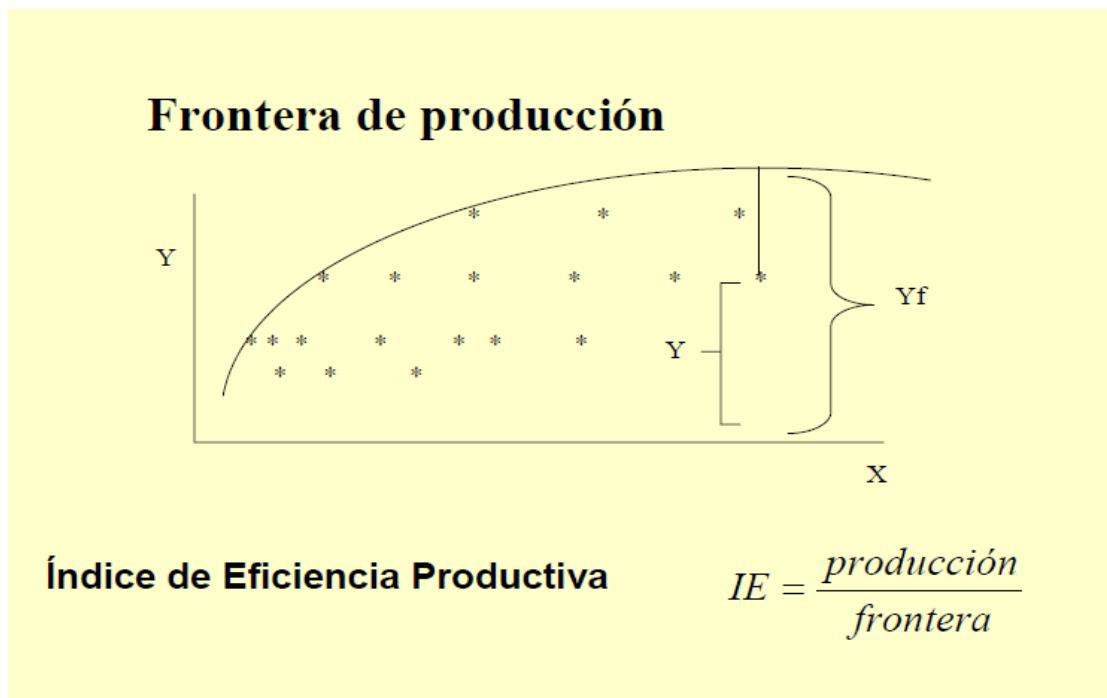 Frontera de producción
Y
* * *
* * * * * *
* * * * * * *
* * *
Y
Yf
X
Índice de Eficiencia Productiva
IE = producción / frontera